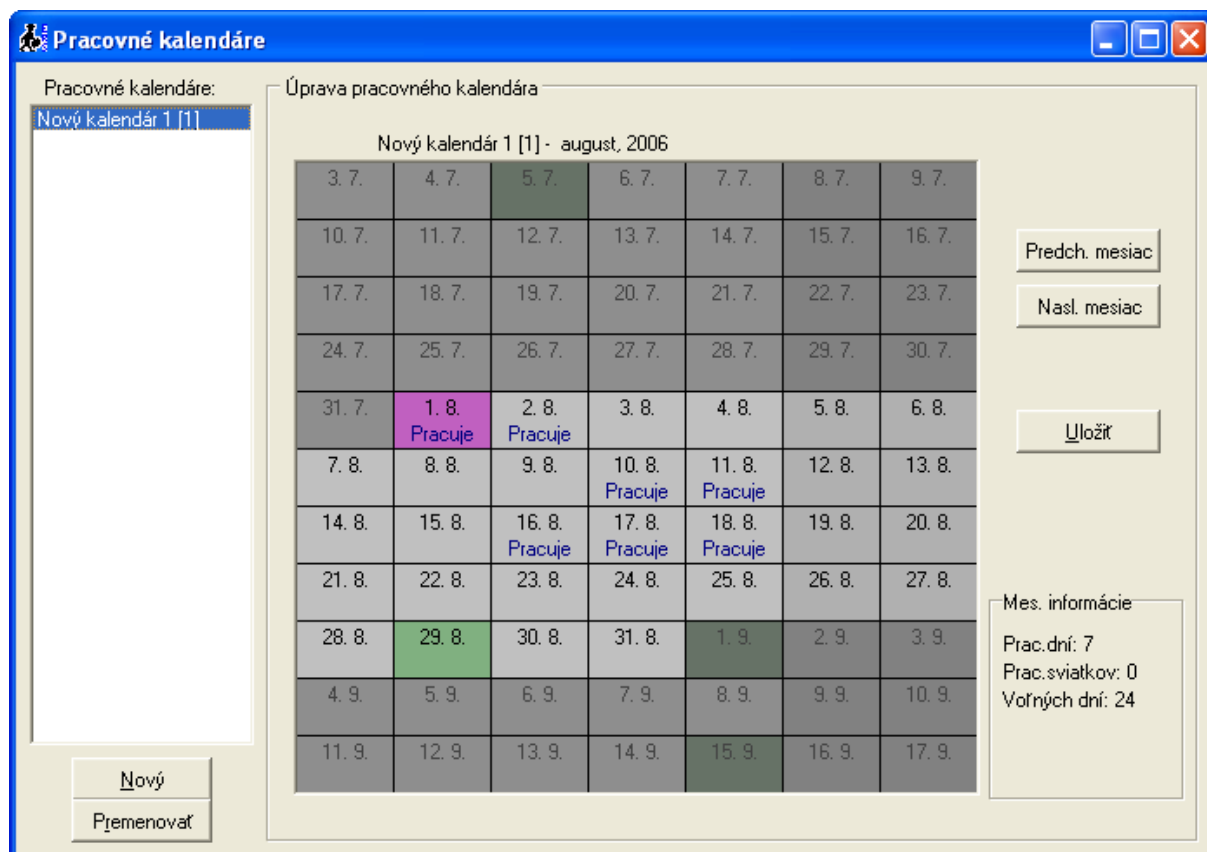 Pracovné kalendáre
Pracovné kalendáre:
Nový kalendár 1 [1]
Nový
Premenovať
Úprava pracovného kalendára
Nový kalendár 1 [1] - august, 2006
3. 7. 4. 7. 5. 7. 6. 7. 7. 7. 8. 7. 9. 7.
10. 7. 11. 7. 12. 7. 13. 7. 14. 7. 15. 7. 16. 7.
17. 7. 18. 7. 19. 7. 20. 7. 21. 7. 22. 7. 23. 7.
24. 7. 25. 7. 26. 7. 27. 7. 28. 7. 29. 7. 30. 7.
31. 7. 1. 8. 2. 8. 3. 8. 4. 8. 5. 8. 6. 8.
Pracuje Pracuje
7. 8. 8. 8. 9. 8. 10. 8. 11. 8. 12. 8. 13. 8.
Pracuje Pracuje
14. 8. 15. 8. 16. 8. 17. 8. 18. 8. 19. 8. 20. 8.
Pracuje Pracuje Pracuje
21. 8. 22. 8. 23. 8. 24. 8. 25. 8. 26. 8. 27. 8.
28. 8. 29. 8. 30. 8. 31. 8. 1. 9. 2. 9. 3. 9.
4. 9. 5. 9. 6. 9. 7. 9. 8. 9. 9. 9. 10. 9.
11. 9. 12. 9. 13. 9. 14. 9. 15. 9. 16. 9. 17. 9.
Predch. mesiac
Nasl. mesiac
Uložiť
Mes. informácie
Prac.dní: 7
Prac.sviatkov: 0
Voľných dní: 24